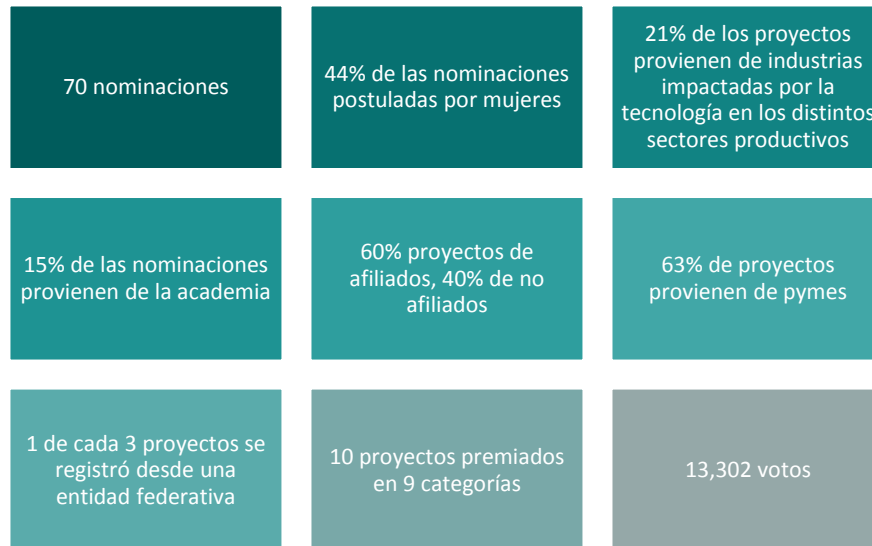 70 nominaciones
44% de las nominaciones
postuladas por mujeres
21% de los proyectos
provienen de industrias
impactadas por la
tecnología en los distintos
sectores productivos
15% de las nominaciones
provienen de la academia
60% proyectos de
afiliados, 40% de no
afiliados
63% de proyectos
provienen de pymes
1 de cada 3 proyectos se
registró desde una
entidad federativa
10 proyectos premiados
en 9 categorías
13,302 votos